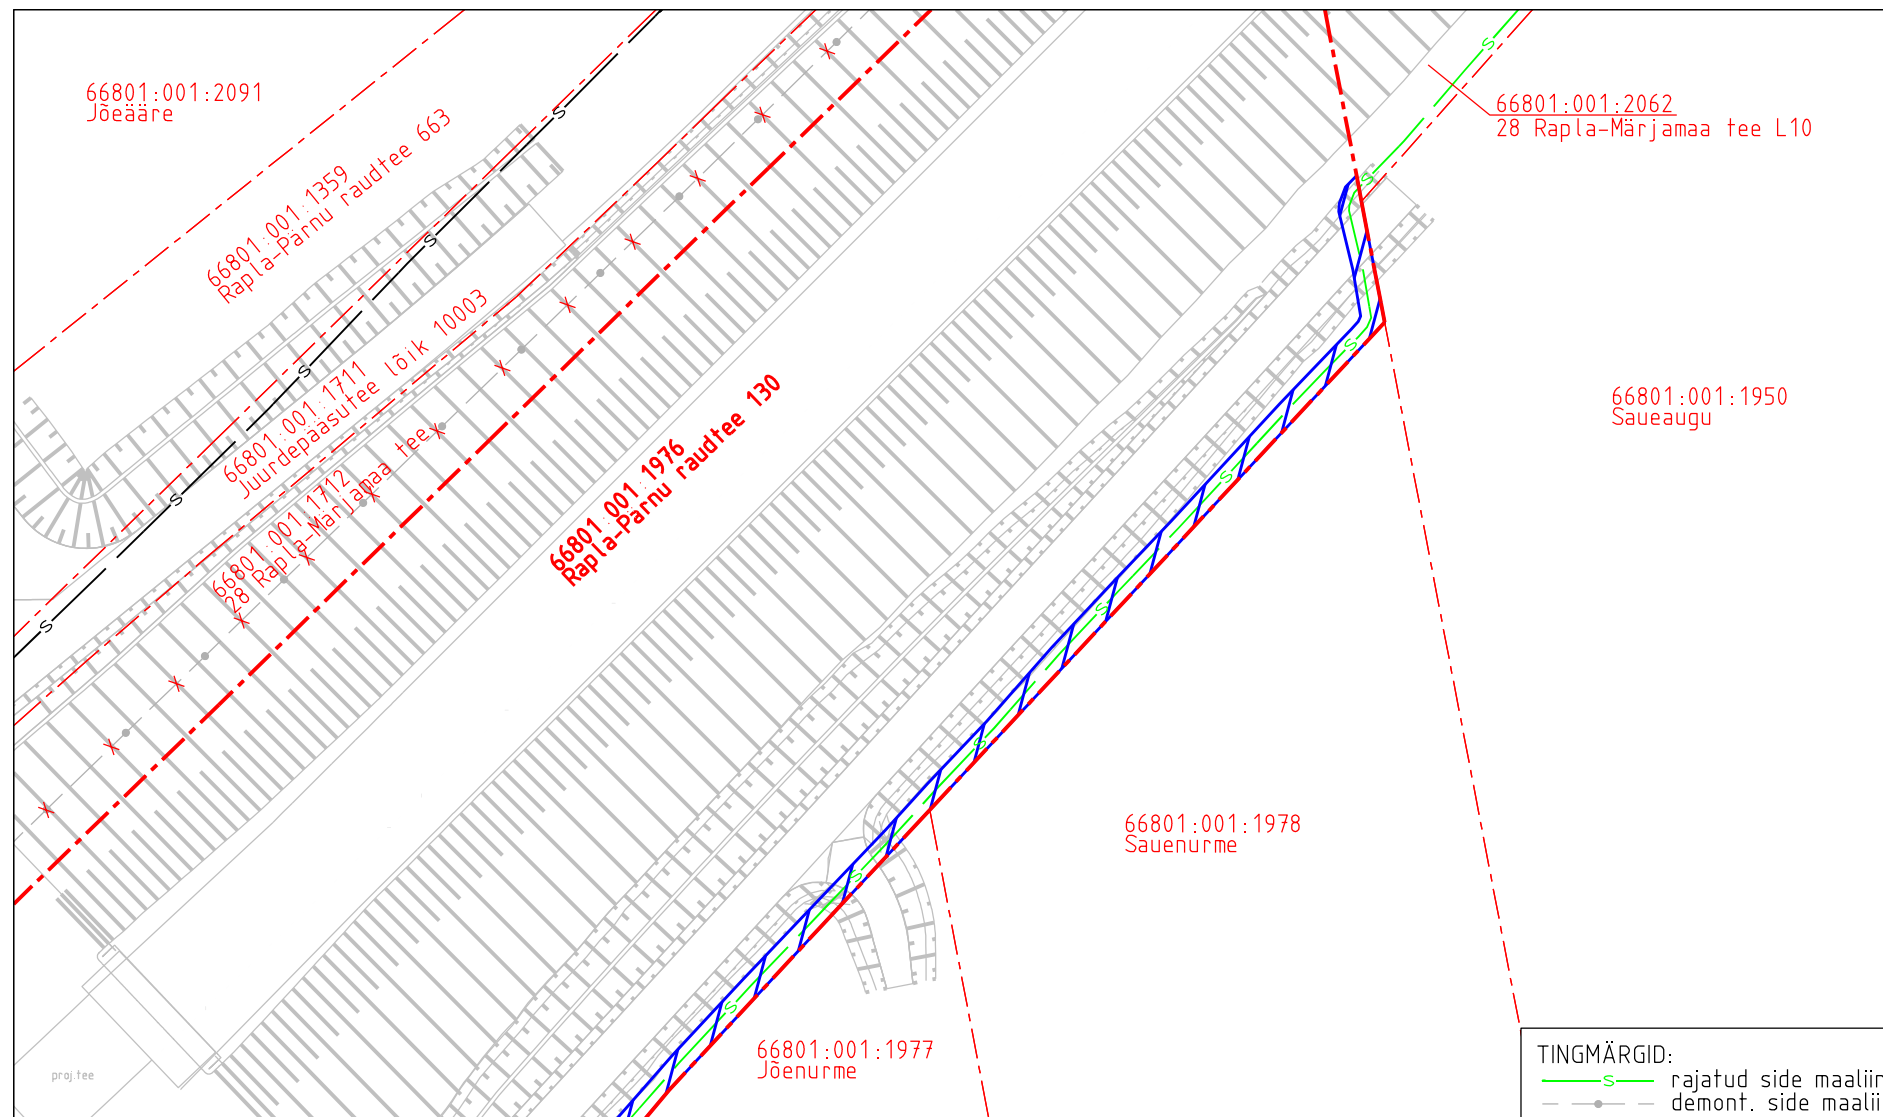 66801:001:2091
Jõeääre
66801:001:1359
Rapla-Pärnu raudtee 663
66801:001:2062
28 Rapla-Märjamaa tee L10
66801:001:1711
Juurdepääsutee lõik 10003
66801:001:1712
28 Rapla-Märjamaa tee
66801:001:1976
Rapla-Pärnu raudtee 130
66801:001:1950
Saueaugu
66801:001:1978
Sauenurme
66801:001:1977
Jõenurme
proj.tee
TINGMÄRGID:
S rajatud side
demont. side